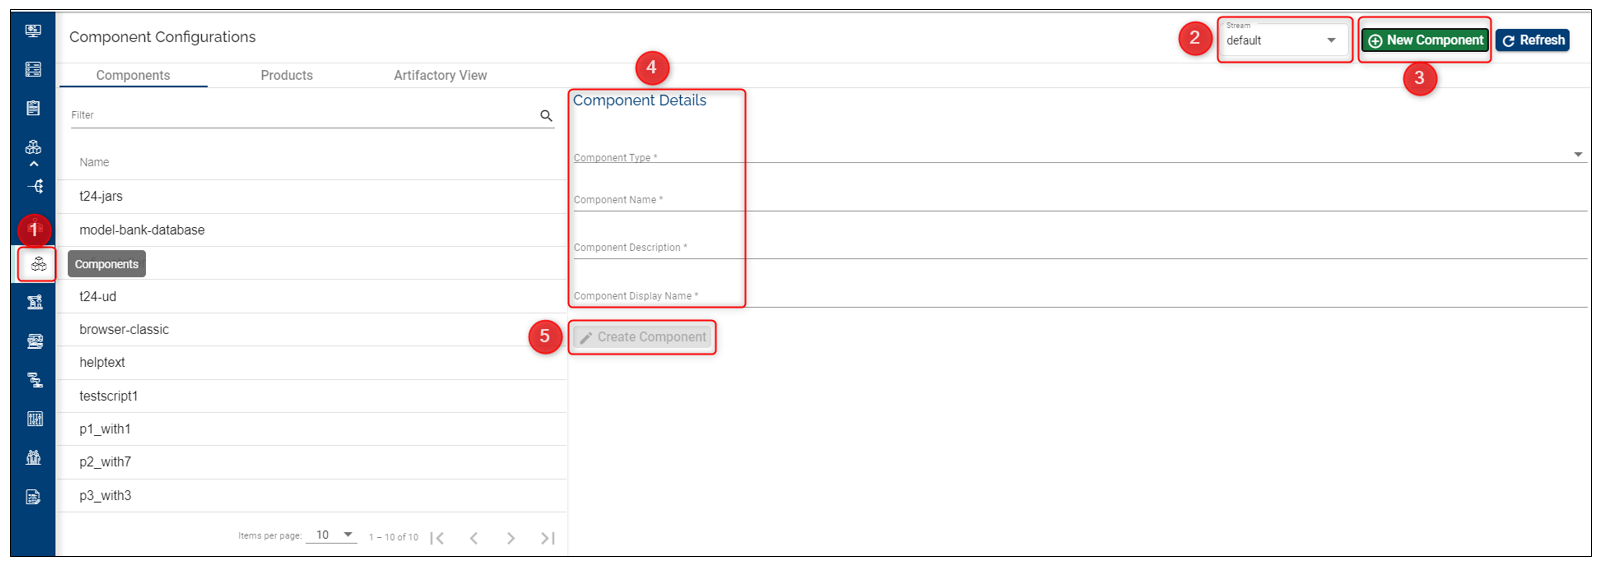 Component Configurations
2
Stream
default
New Component
Refresh
3
Components
Products
Artifactory View
4
Filter
Name
t24-jars
model-bank-database
1
Components
t24-ud
browser-classic
helptext
testscript1
p1_with1
p2_with7
p3_with3
Items per page:
10
1 – 10 of 10
Component Details
Component Type *
Component Name *
Component Description *
Component Display Name *
5
Create Component